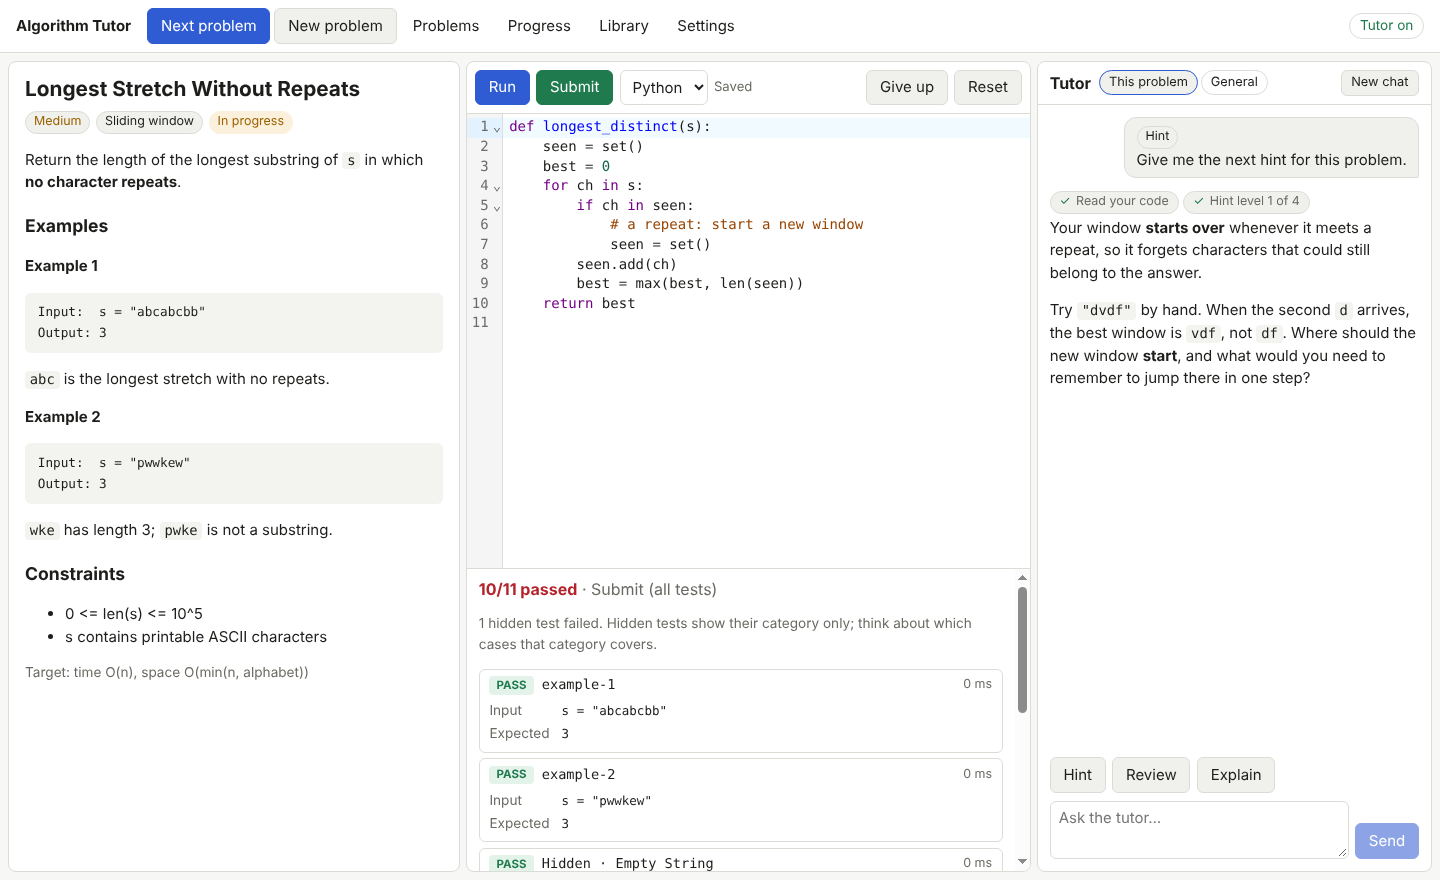 Algorithm Tutor
Next problem
New problem
Problems
Progress
Library
Settings
Tutor on
Longest Stretch Without Repeats
Medium
Sliding window
In progress
Return the length of the longest substring of s in which
no character repeats.
Examples
Example 1
Input:  s = "abcabcbb"
Output: 3
abc is the longest stretch with no repeats.
Example 2
Input:  s = "pwwkew"
Output: 3
wke has length 3; pwke is not a substring.
Constraints
• 0 <= len(s) <= 10^5
• s contains printable ASCII characters
Target: time O(n), space O(min(n, alphabet))
Run
Submit
Python
Saved
Give up
Reset
1 def longest_distinct(s):
2     seen = set()
3     best = 0
4     for ch in s:
5         if ch in seen:
6             # a repeat: start a new window
7             seen = set()
8         seen.add(ch)
9         best = max(best, len(seen))
10     return best
11
10/11 passed · Submit (all tests)
1 hidden test failed. Hidden tests show their category only; think about which
cases that category covers.
PASS example-1 0 ms
Input s = "abcabcbb"
Expected 3
PASS example-2 0 ms
Input s = "pwwkew"
Expected 3
PASS Hidden · Empty String 0 ms
Tutor
This problem
General
New chat
Hint
Give me the next hint for this problem.
✓ Read your code
✓ Hint level 1 of 4
Your window starts over whenever it meets a
repeat, so it forgets characters that could still
belong to the answer.
Try "dvdf" by hand. When the second d arrives,
the best window is vdf, not df. Where should the
new window start, and what would you need to
remember to jump there in one step?
Hint
Review
Explain
Ask the tutor...
Send